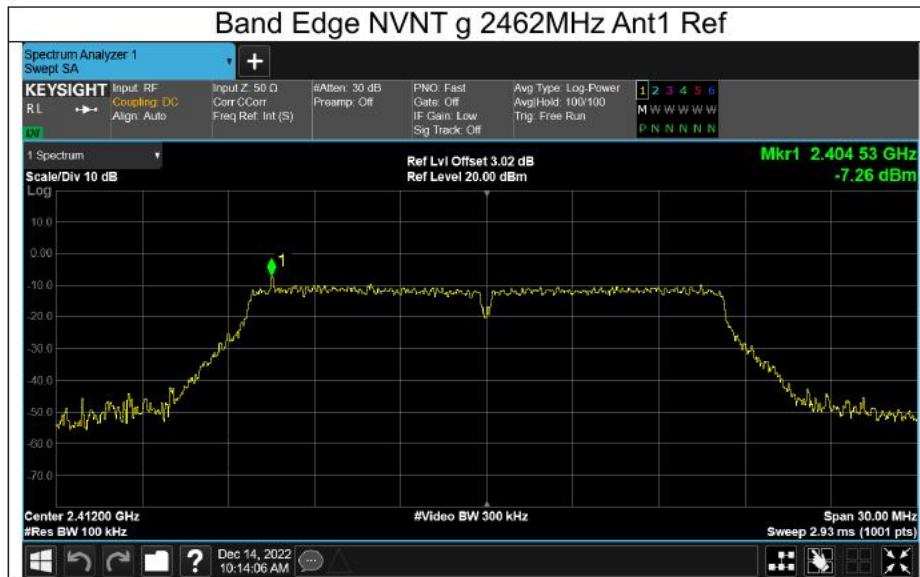 Band Edge NVNT g 2462MHz Ant1 Ref
Spectrum Analyzer 1
Swept SA
+
KEYSIGHT Input: RF Input Z: 50 Ω #Atten: 30 dB PNO: Fast Avg Type: Log-Power 1 2 3 4 5 6
RL Coupling: DC Corr CCorr Preamp: Off Gate: Off Avg|Hold: 100/100 M W W W W W
Align: Auto Freq Ref: Int (S) IF Gain: Low Trig: Free Run
Sig Track: Off P N N N N N
LXI
1 Spectrum Ref Lvl Offset 3.02 dB Mkr1 2.404 53 GHz
Scale/Div 10 dB Ref Level 20.00 dBm -7.26 dBm
Log
10.0
0.00
1
-10.0
-20.0
-30.0
-40.0
-50.0
-60.0
-70.0
Center 2.41200 GHz #Video BW 300 kHz Span 30.00 MHz
#Res BW 100 kHz Sweep 2.93 ms (1001 pts)
? Dec 14, 2022
10:14:06 AM